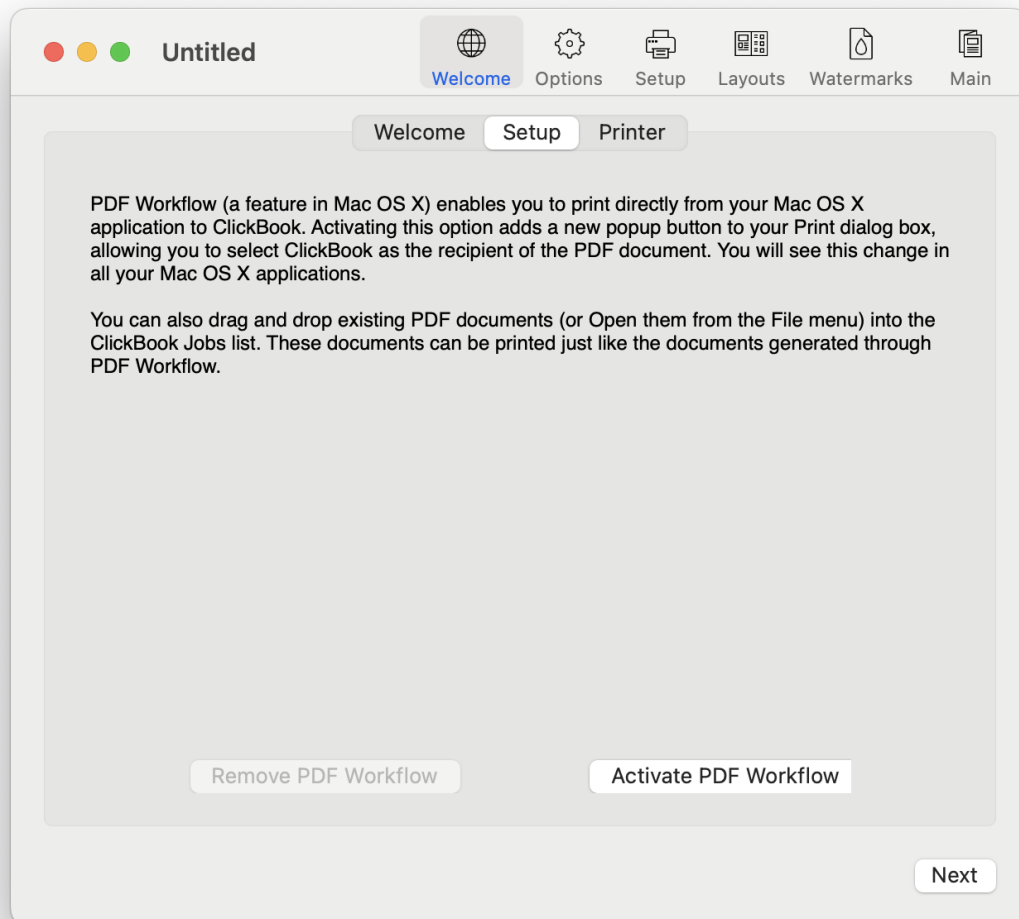 Untitled
Welcome
Options
Setup
Layouts
Watermarks
Main
Welcome
Setup
Printer
PDF Workflow (a feature in Mac OS X) enables you to print directly from your Mac OS X
application to ClickBook. Activating this option adds a new popup button to your Print dialog box,
allowing you to select ClickBook as the recipient of the PDF document. You will see this change in
all your Mac OS X applications.
You can also drag and drop existing PDF documents (or Open them from the File menu) into the
ClickBook Jobs list. These documents can be printed just like the documents generated through
PDF Workflow.
Remove PDF Workflow
Activate PDF Workflow
Next